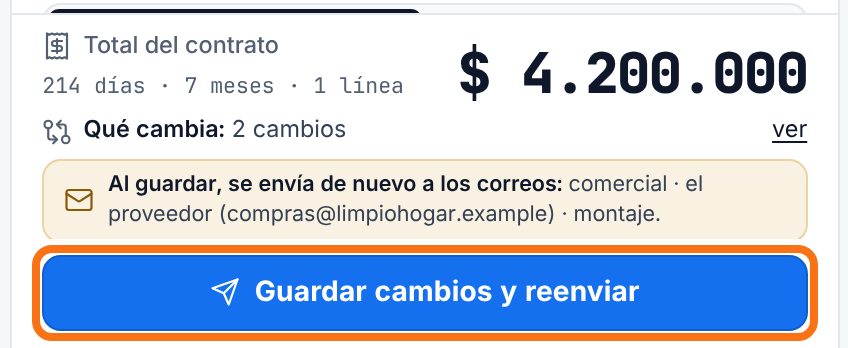 Total del contrato
$ 4.200.000
214 días · 7 meses · 1 línea
Qué cambia: 2 cambios
ver
Al guardar, se envía de nuevo a los correos: comercial · el
proveedor (compras@limpiohogar.example) · montaje.
Guardar cambios y reenviar